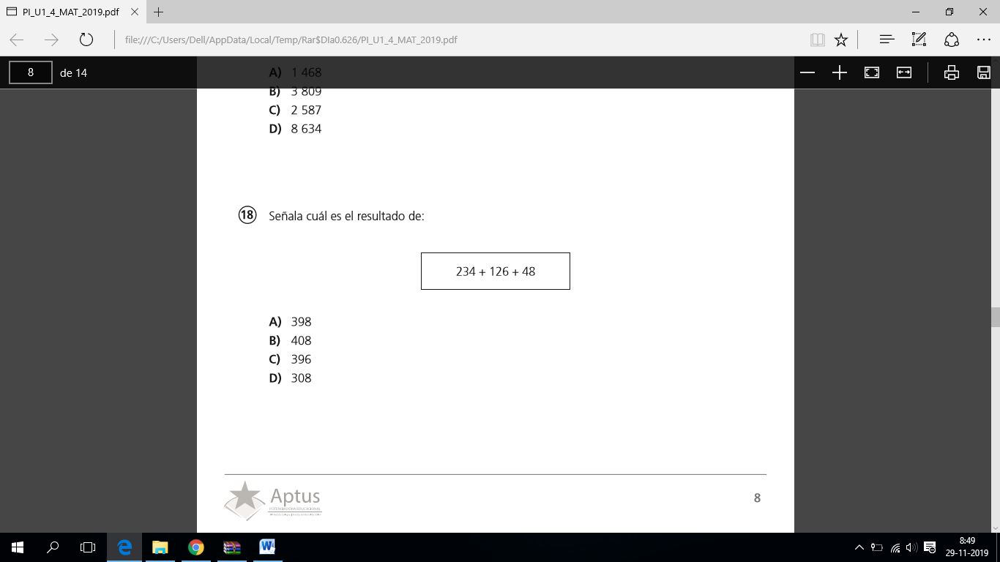 PI_U1_4_MAT_2019.pdf
file:///C:/Users/Dell/AppData/Local/Temp/Rar$DIa0.626/PI_U1_4_MAT_2019.pdf
8 de 14
A) 1 468
B) 3 809
C) 2 587
D) 8 634
18 Señala cuál es el resultado de:
234 + 126 + 48
A) 398
B) 408
C) 396
D) 308
Aptus
POTENCIADORA EDUCACIONAL
8
8:49
29-11-2019